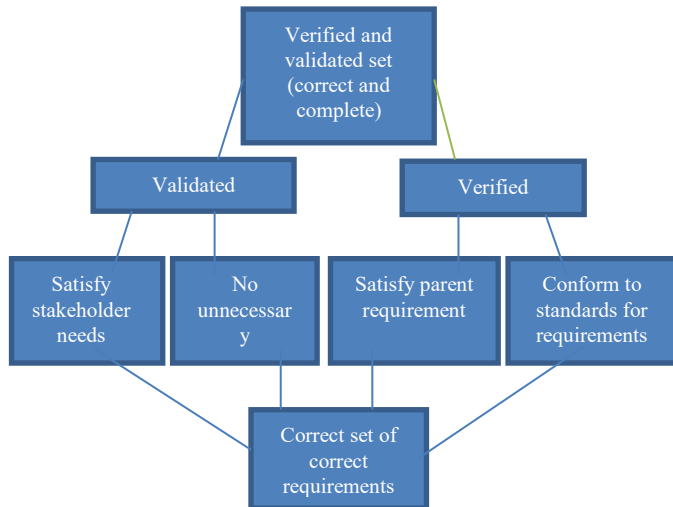 Verified and
validated set
(correct and
complete)
Validated
Verified
Satisfy
stakeholder
needs
No
unnecessar
y
Satisfy parent
requirement
Conform to
standards for
requirements
Correct set of
correct
requirements